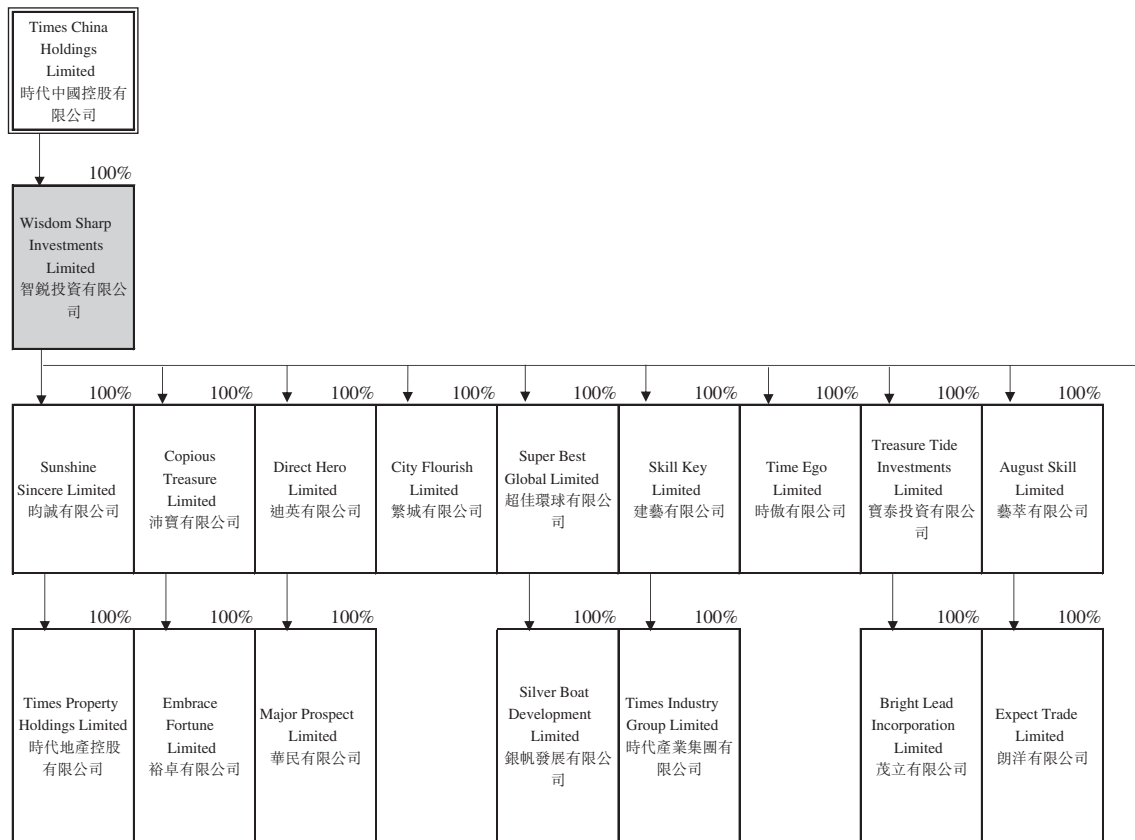 Times China
Holdings
Limited
時代中國控股有
限公司
100%
Wisdom Sharp
Investments
Limited
智鋭投資有限公
司
100%
100%
100%
100%
100%
100%
100%
100%
100%
Sunshine
Sincere Limited
昀誠有限公司
Copious
Treasure
Limited
沛寶有限公司
Direct Hero
Limited
迪英有限公司
City Flourish
Limited
繁城有限公司
Super Best
Global Limited
超佳環球有限公
司
Skill Key
Limited
建藝有限公司
Time Ego
Limited
時傲有限公司
Treasure Tide
Investments
Limited
寶泰投資有限公
司
August Skill
Limited
藝萃有限公司
100%
100%
100%
100%
100%
100%
100%
Times Property
Holdings Limited
時代地產控股
有限公司
Embrace
Fortune
Limited
裕卓有限公司
Major Prospect
Limited
華民有限公司
Silver Boat
Development
Limited
銀帆發展有限公
司
Times Industry
Group Limited
時代產業集團有
限公司
Bright Lead
Incorporation
Limited
茂立有限公司
Expect Trade
Limited
朗洋有限公司